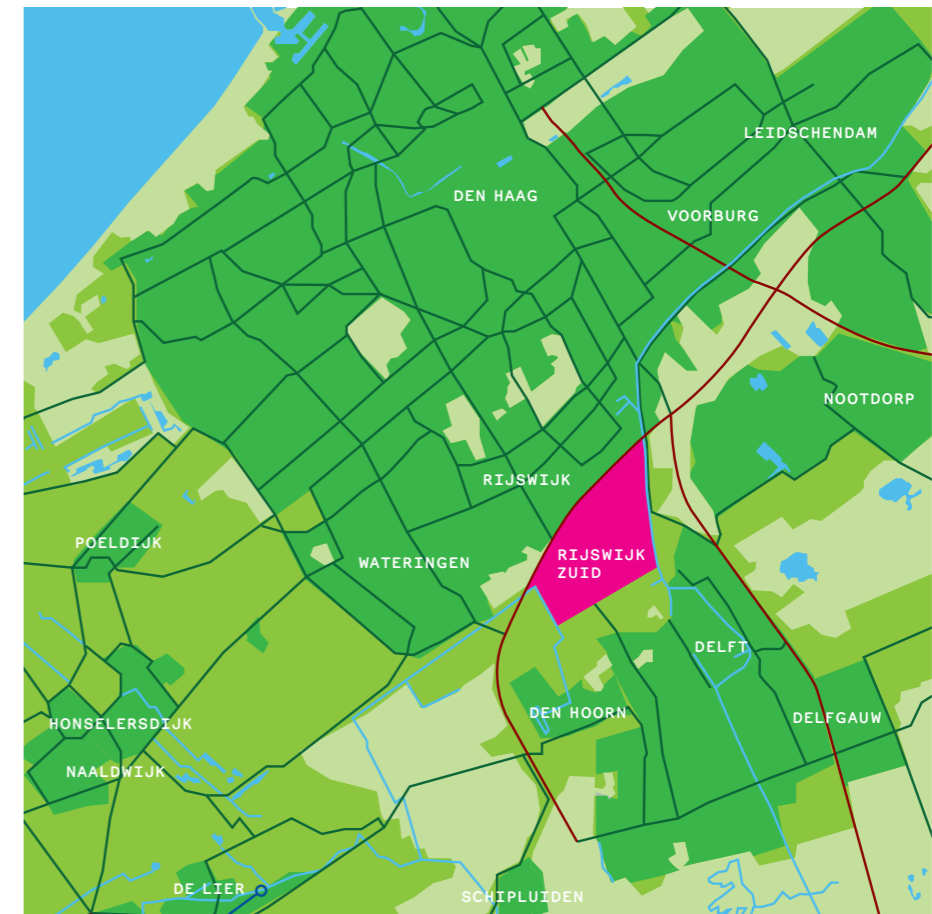 LEIDSCHENDAM
DEN HAAG
VOORBURG
NOOTDORP
RIJSWIJK
POELDIJK
WATERINGEN
RIJSWIJK
ZUID
DELFT
DEN HOORN
DELFGAUW
HONSELERSDIJK
NAALDWIJK
DE LIER
SCHIPLUIDEN